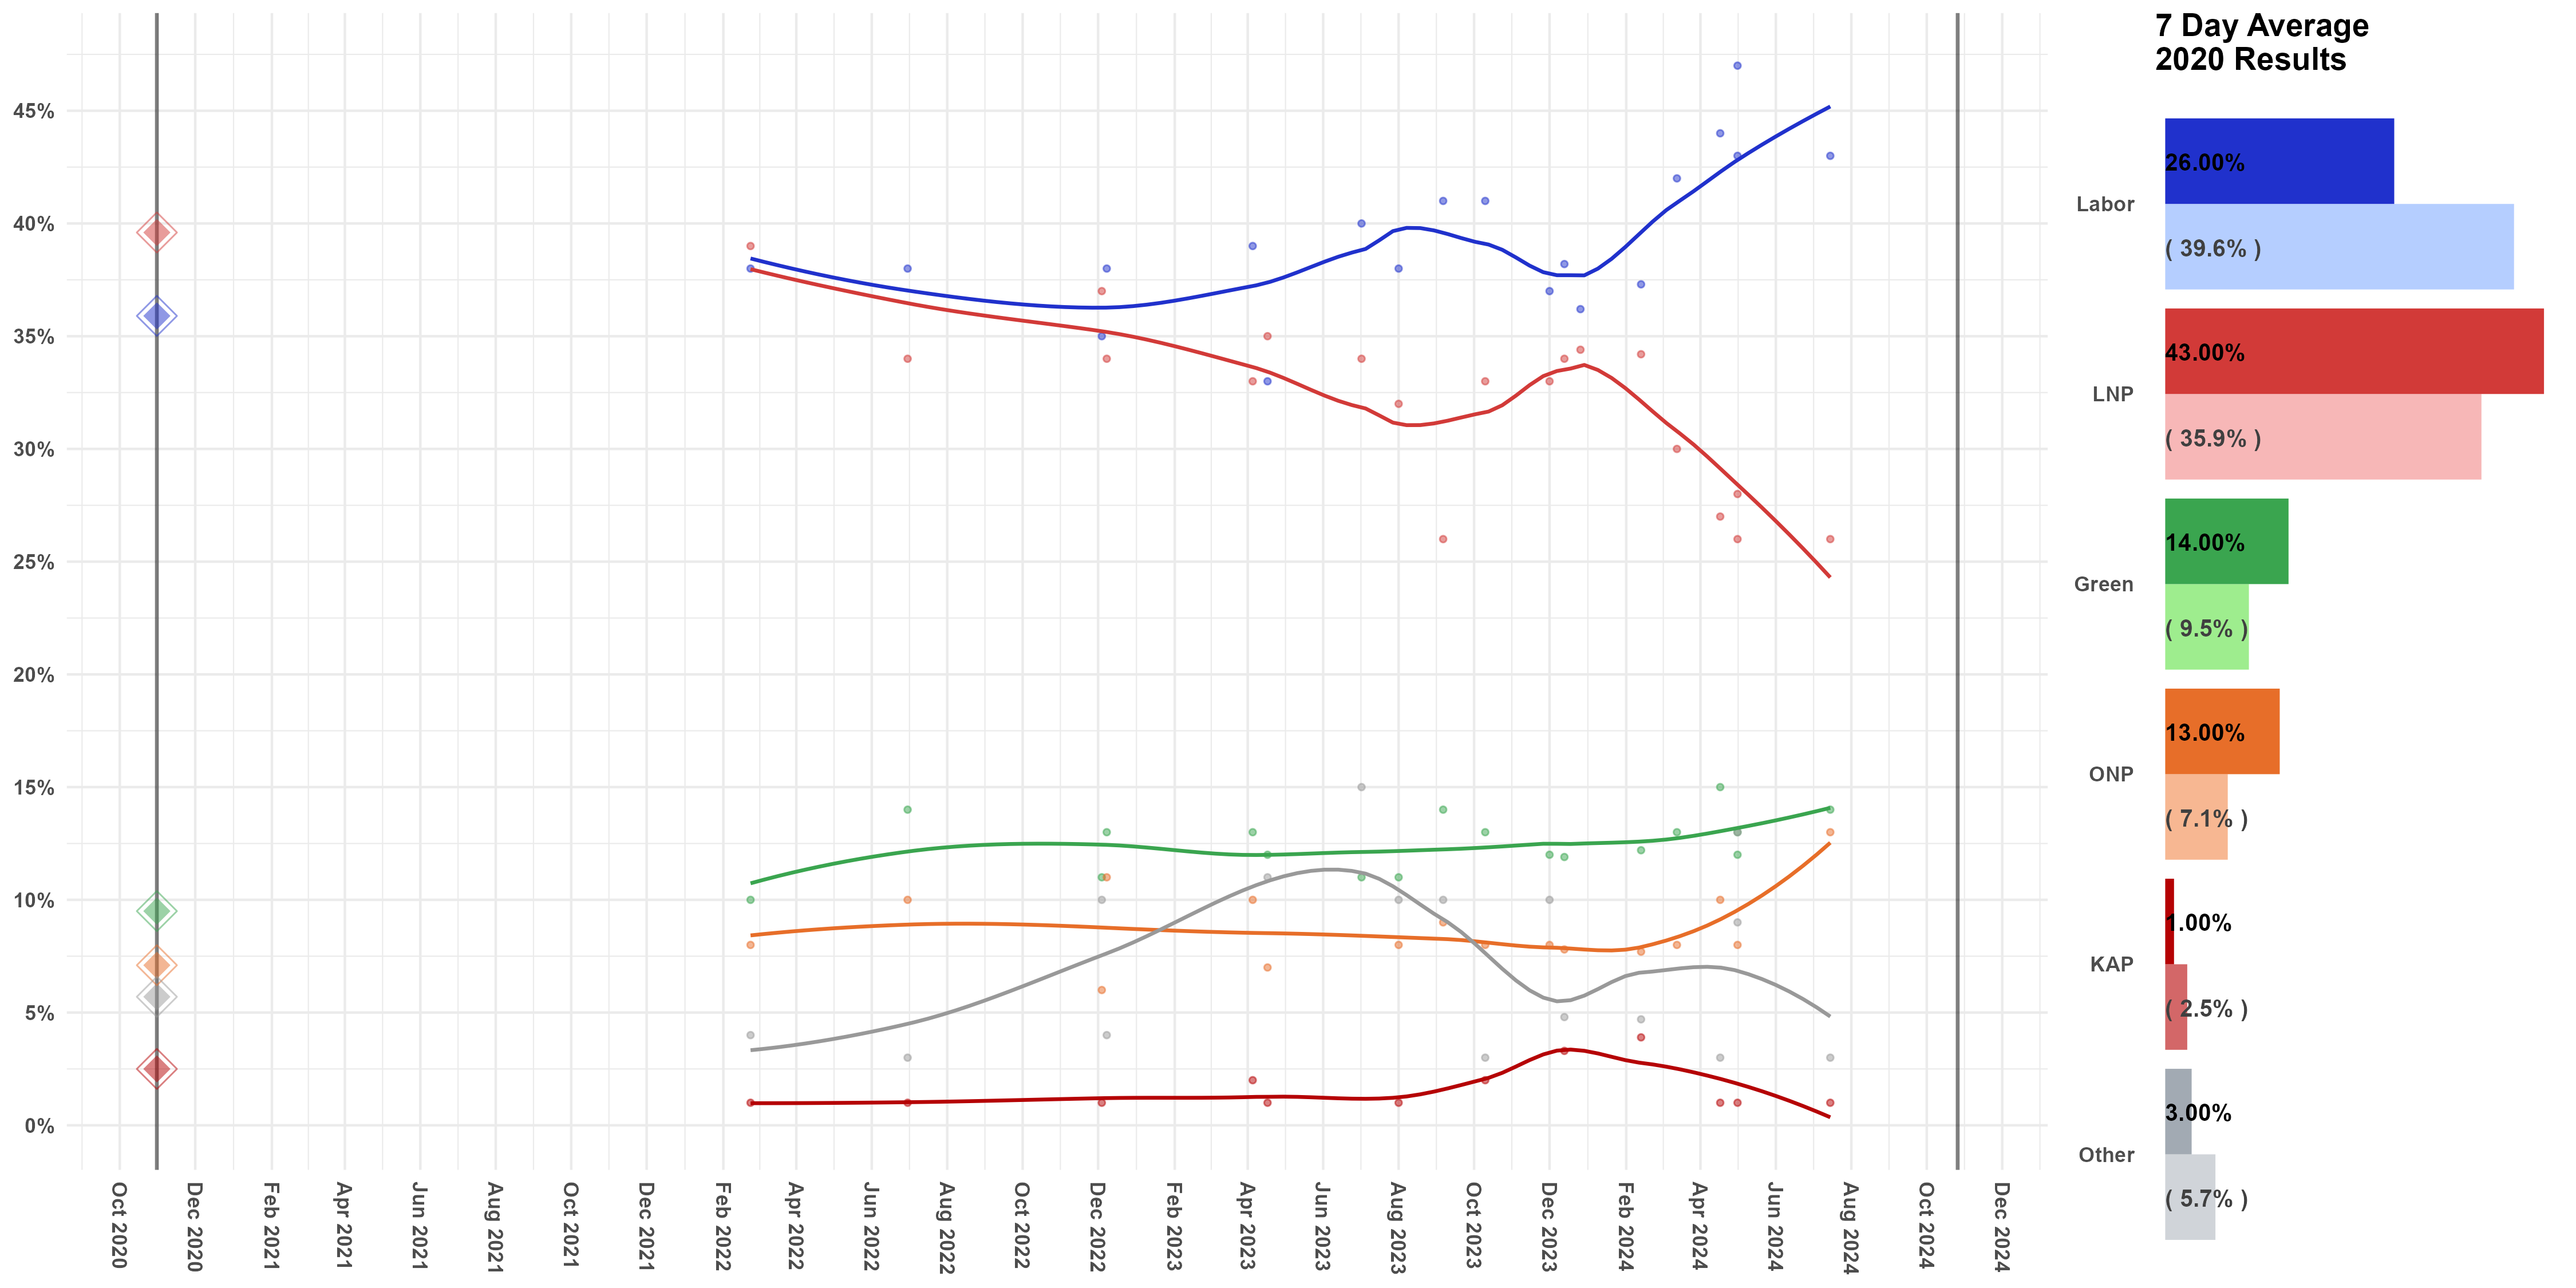 7 Day Average
2020 Results
45%
40%
35%
30%
25%
20%
15%
10%
5%
0%
Oct 2020
Dec 2020
Feb 2021
Apr 2021
Jun 2021
Aug 2021
Oct 2021
Dec 2021
Feb 2022
Apr 2022
Jun 2022
Aug 2022
Oct 2022
Dec 2022
Feb 2023
Apr 2023
Jun 2023
Aug 2023
Oct 2023
Dec 2023
Feb 2024
Apr 2024
Jun 2024
Aug 2024
Oct 2024
Dec 2024
Labor
26.00%
( 39.6% )
LNP
43.00%
( 35.9% )
Green
14.00%
( 9.5% )
ONP
13.00%
( 7.1% )
KAP
1.00%
( 2.5% )
Other
3.00%
( 5.7% )